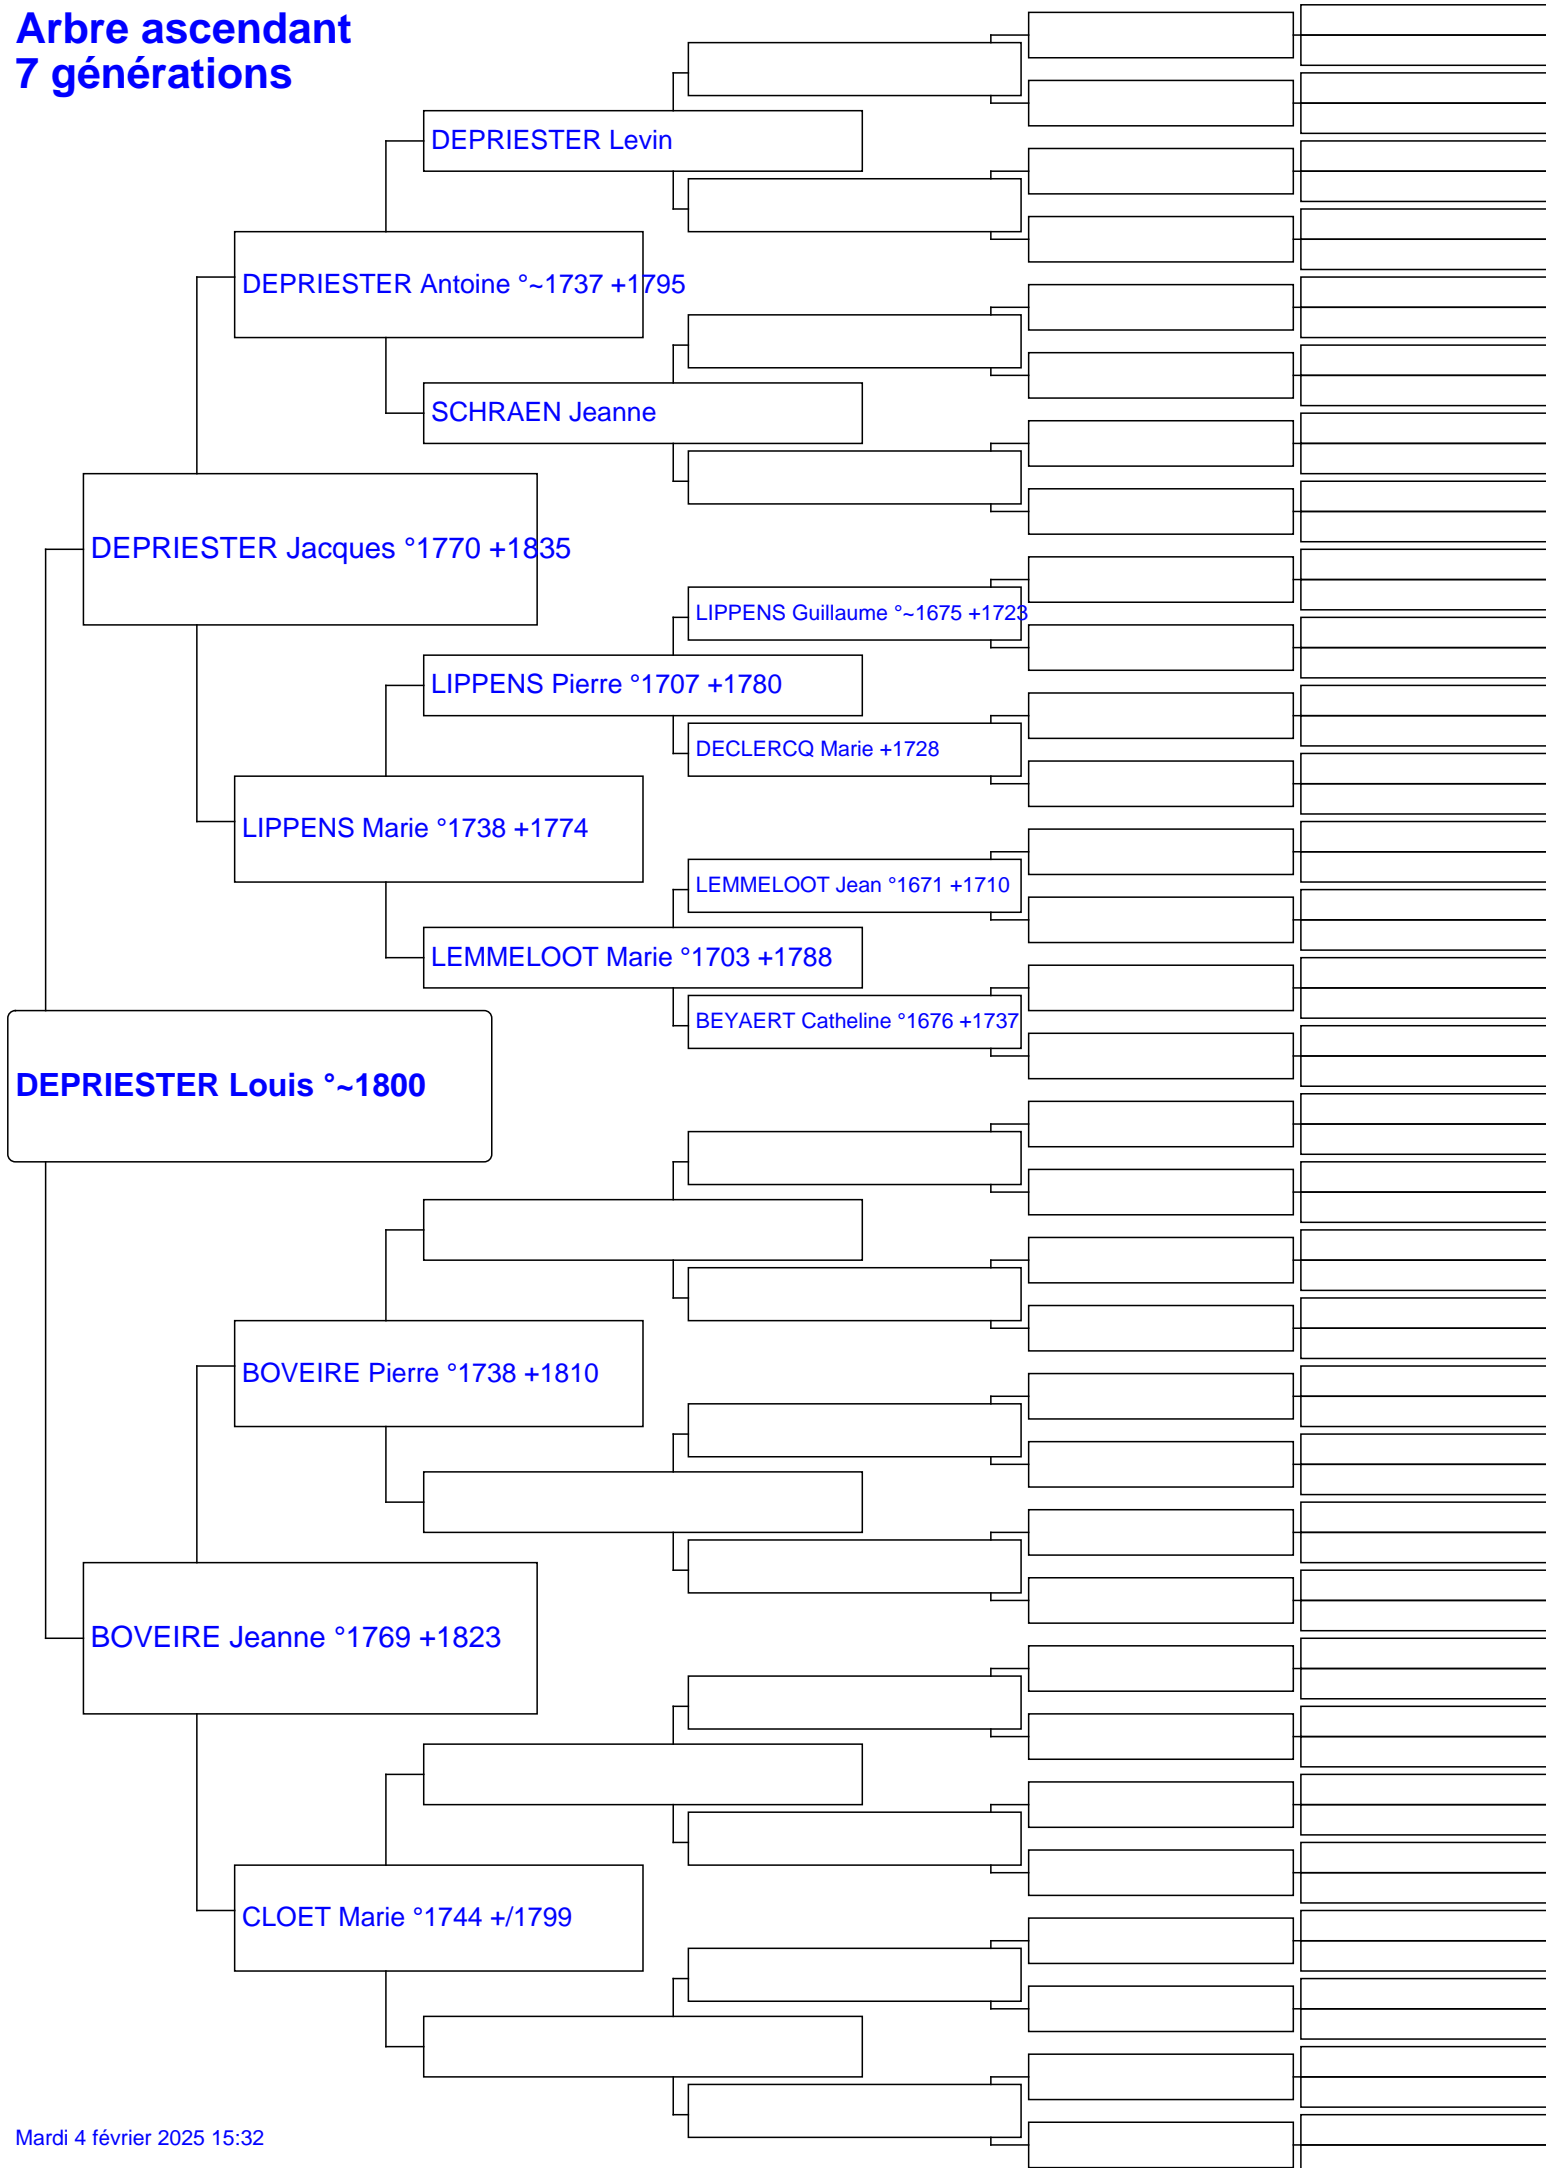 Arbre ascendant
7 générations
DEPRIESTER Levin
DEPRIESTER Antoine °~1737 +1795
SCHRAEN Jeanne
DEPRIESTER Jacques °1770 +1835
LIPPENS Guillaume °~1675 +1723
LIPPENS Pierre °1707 +1780
DECLERCQ Marie +1728
LIPPENS Marie °1738 +1774
LEMMELOOT Jean °1671 +1710
LEMMELOOT Marie °1703 +1788
BEYAERT Catheline °1676 +1737
DEPRIESTER Louis °~1800
BOVEIRE Pierre °1738 +1810
BOVEIRE Jeanne °1769 +1823
CLOET Marie °1744 +/1799
Mardi 4 février 2025 15:32